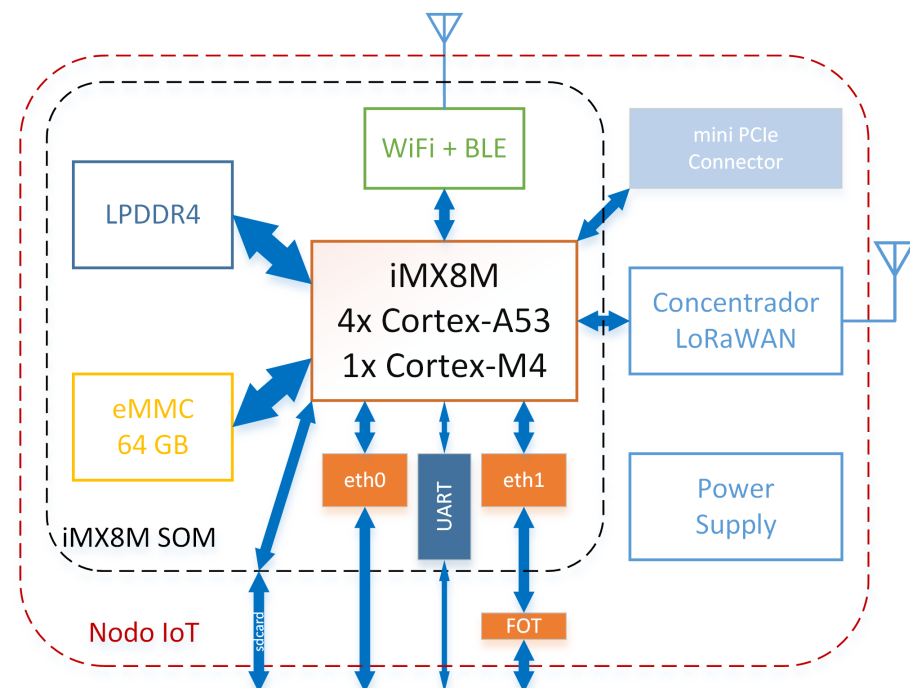 WiFi + BLE
mini PCIe
Connector
LPDDR4
iMX8M
4x Cortex-A53
1x Cortex-M4
Concentrador
LoRaWAN
eMMC
64 GB
eth0
UART
eth1
Power
Supply
iMX8M SOM
Nodo IoT
sdcard
FOT